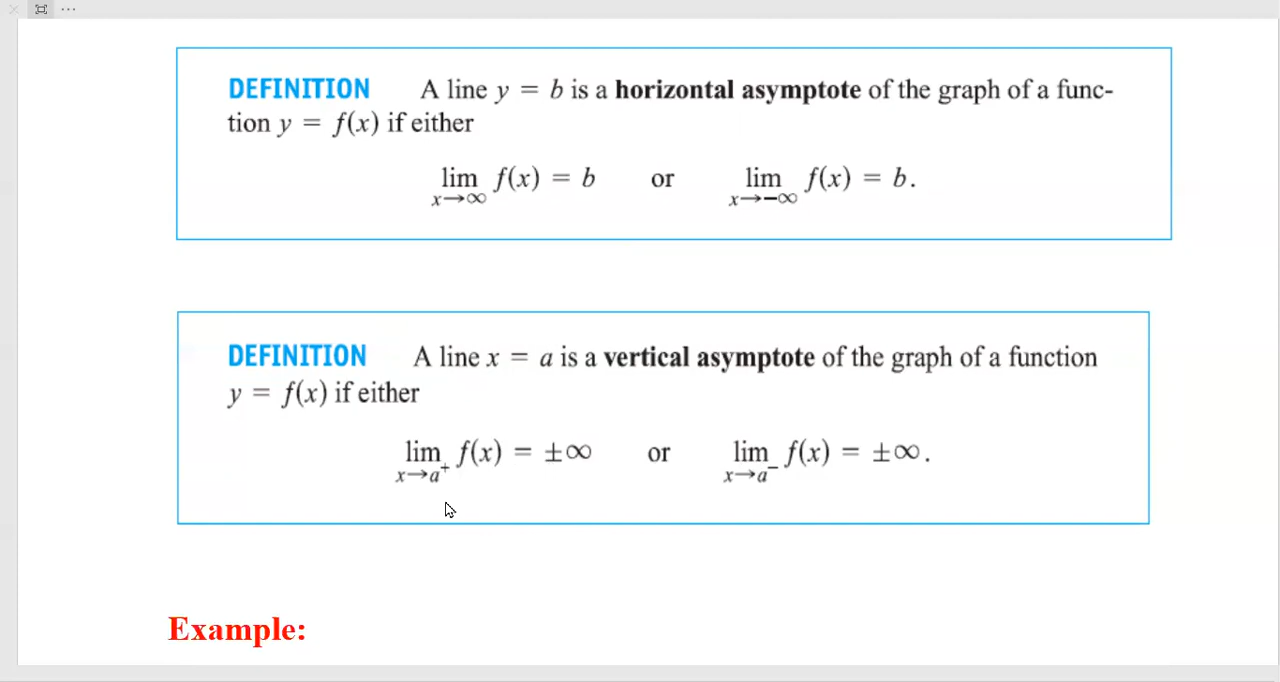 DEFINITION A line y = b is a horizontal asymptote of the graph of a func-
tion y = f(x) if either
lim x→∞ f(x) = b or lim x→−∞ f(x) = b.
DEFINITION A line x = a is a vertical asymptote of the graph of a function
y = f(x) if either
lim x→a⁺ f(x) = ±∞ or lim x→a⁻ f(x) = ±∞.
Example: